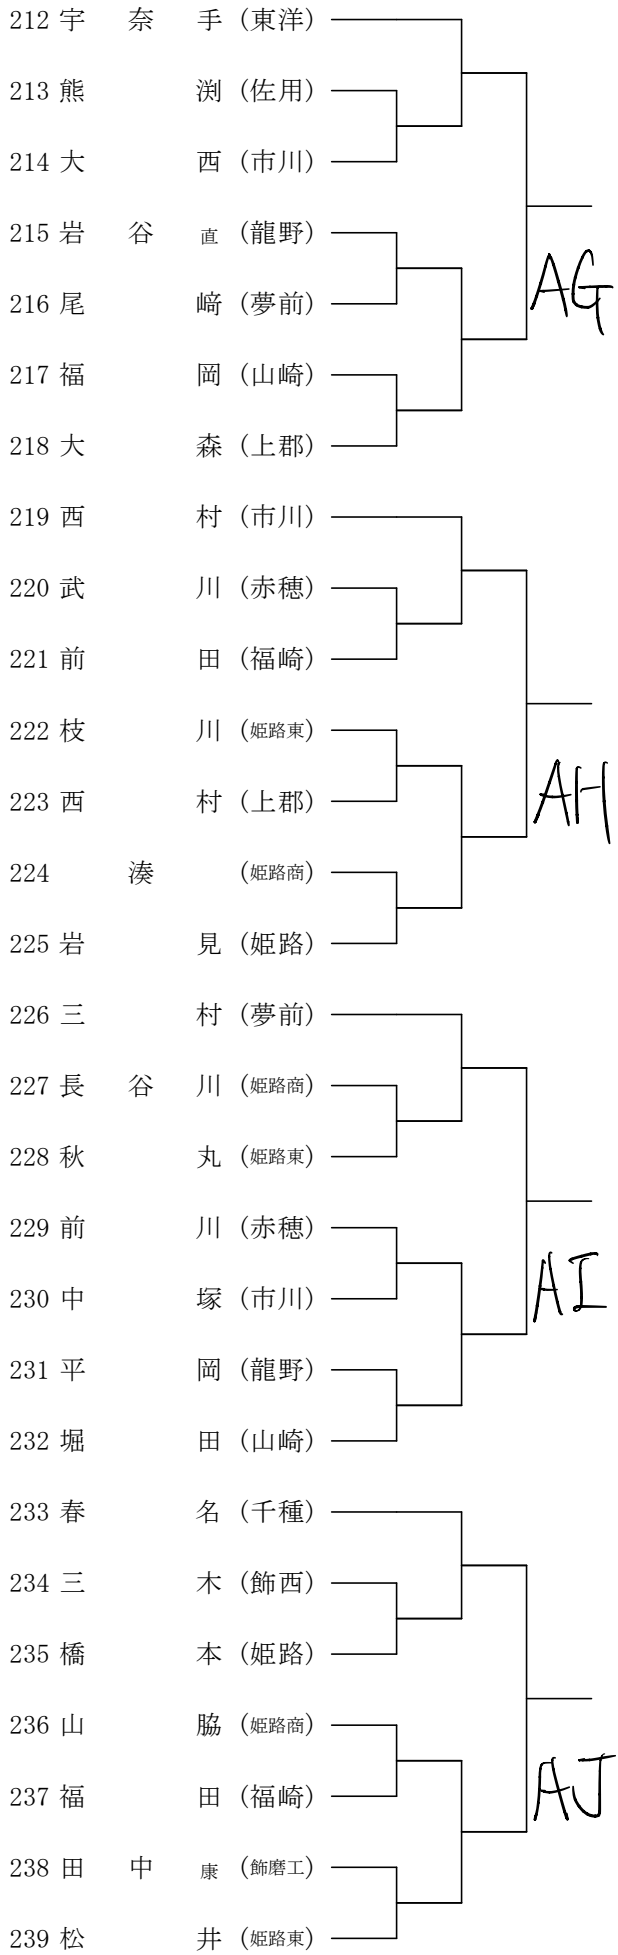 212 宇奈手 (東洋)
213 熊渕 (佐用)
214 大西 (市川)
215 岩谷直 (龍野)
216 尾﨑 (夢前)
AG
217 福岡 (山崎)
218 大森 (上郡)
219 西村 (市川)
220 武川 (赤穂)
221 前田 (福崎)
222 枝川 (姫路東)
223 西村 (上郡)
AH
224 湊 (姫路商)
225 岩見 (姫路)
226 三村 (夢前)
227 長谷川 (姫路商)
228 秋丸 (姫路東)
229 前川 (赤穂)
230 中塚 (市川)
AI
231 平岡 (龍野)
232 堀田 (山崎)
233 春名 (千種)
234 三木 (飾西)
235 橋本 (姫路)
236 山脇 (姫路商)
237 福田 (福崎)
AJ
238 田中康 (飾磨工)
239 松井 (姫路東)